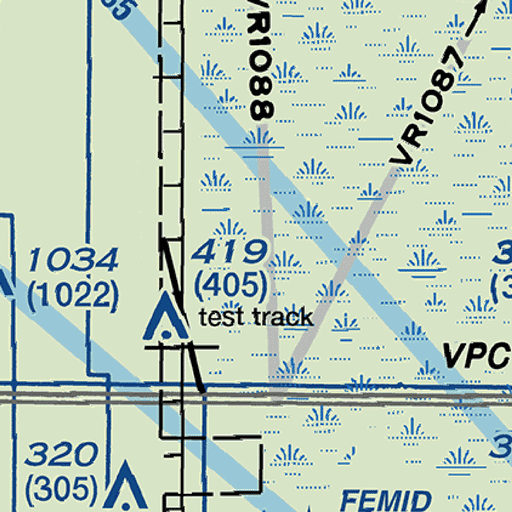 VR1088
VR1087
1034
(1022)
419
(405)
test track
VPC
320
(305)
FEMID